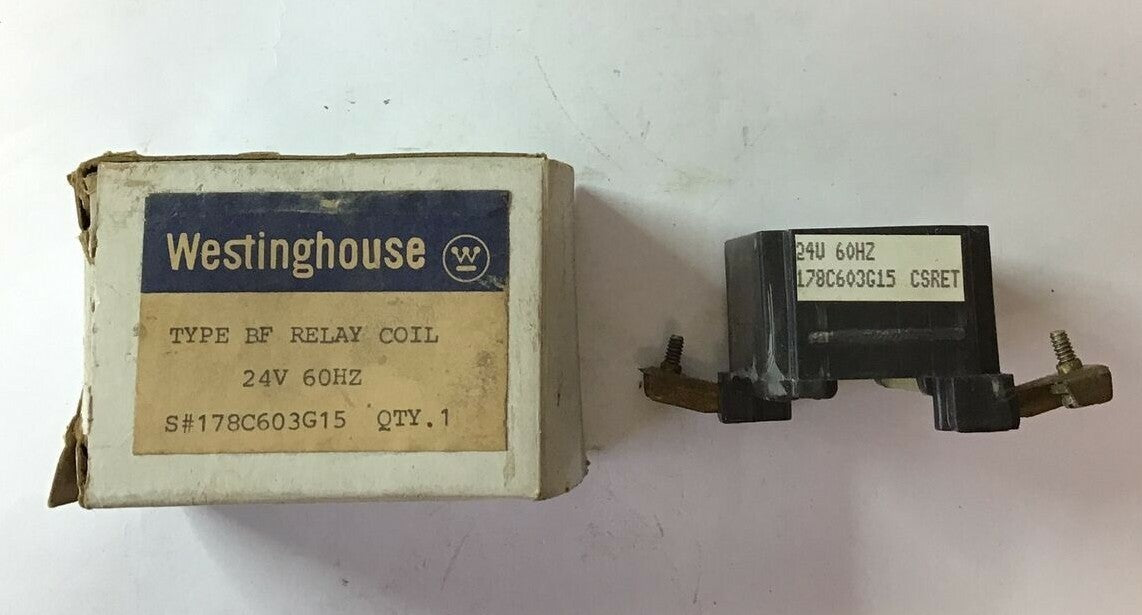 Westinghouse W
TYPE BF RELAY COIL
24V 60HZ
S#178C603G15 QTY.1
24V 60HZ
178C603G15 CSRET